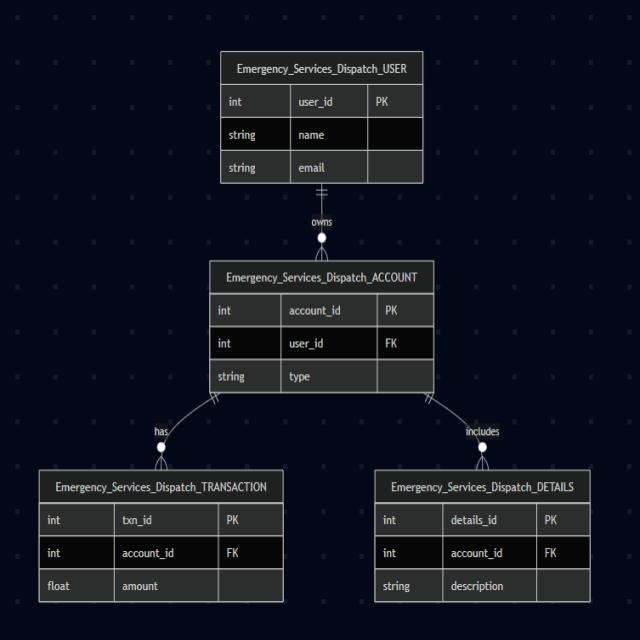 Emergency_Services_Dispatch_USER
int user_id PK
string name
string email
owns
Emergency_Services_Dispatch_ACCOUNT
int account_id PK
int user_id FK
string type
has includes
Emergency_Services_Dispatch_TRANSACTION Emergency_Services_Dispatch_DETAILS
int txn_id PK int details_id PK
int account_id FK int account_id FK
float amount string description